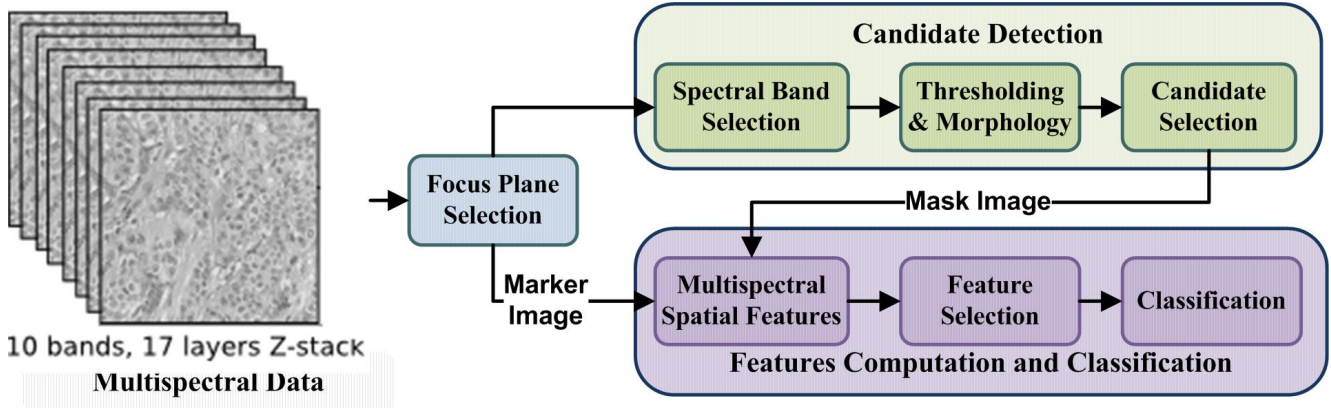 10 bands, 17 layers Z-stack
Multispectral Data
Focus Plane
Selection
Candidate Detection
Spectral Band
Selection
Thresholding
& Morphology
Candidate
Selection
Mask Image
Marker
Image
Multispectral
Spatial Features
Feature
Selection
Classification
Features Computation and Classification